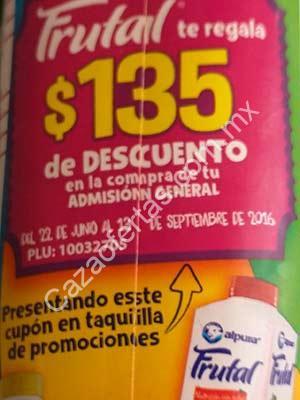 Frutal te regala
$135
de DESCUENTO
en la compra de tu
ADMISIÓN GENERAL
DEL 22 DE JUNIO AL DE SEPTIEMBRE DE 2016
PLU:
Presentando este
cupón en taquilla
de promociones
alpura
Frutal
Cazaofertas.com.mx